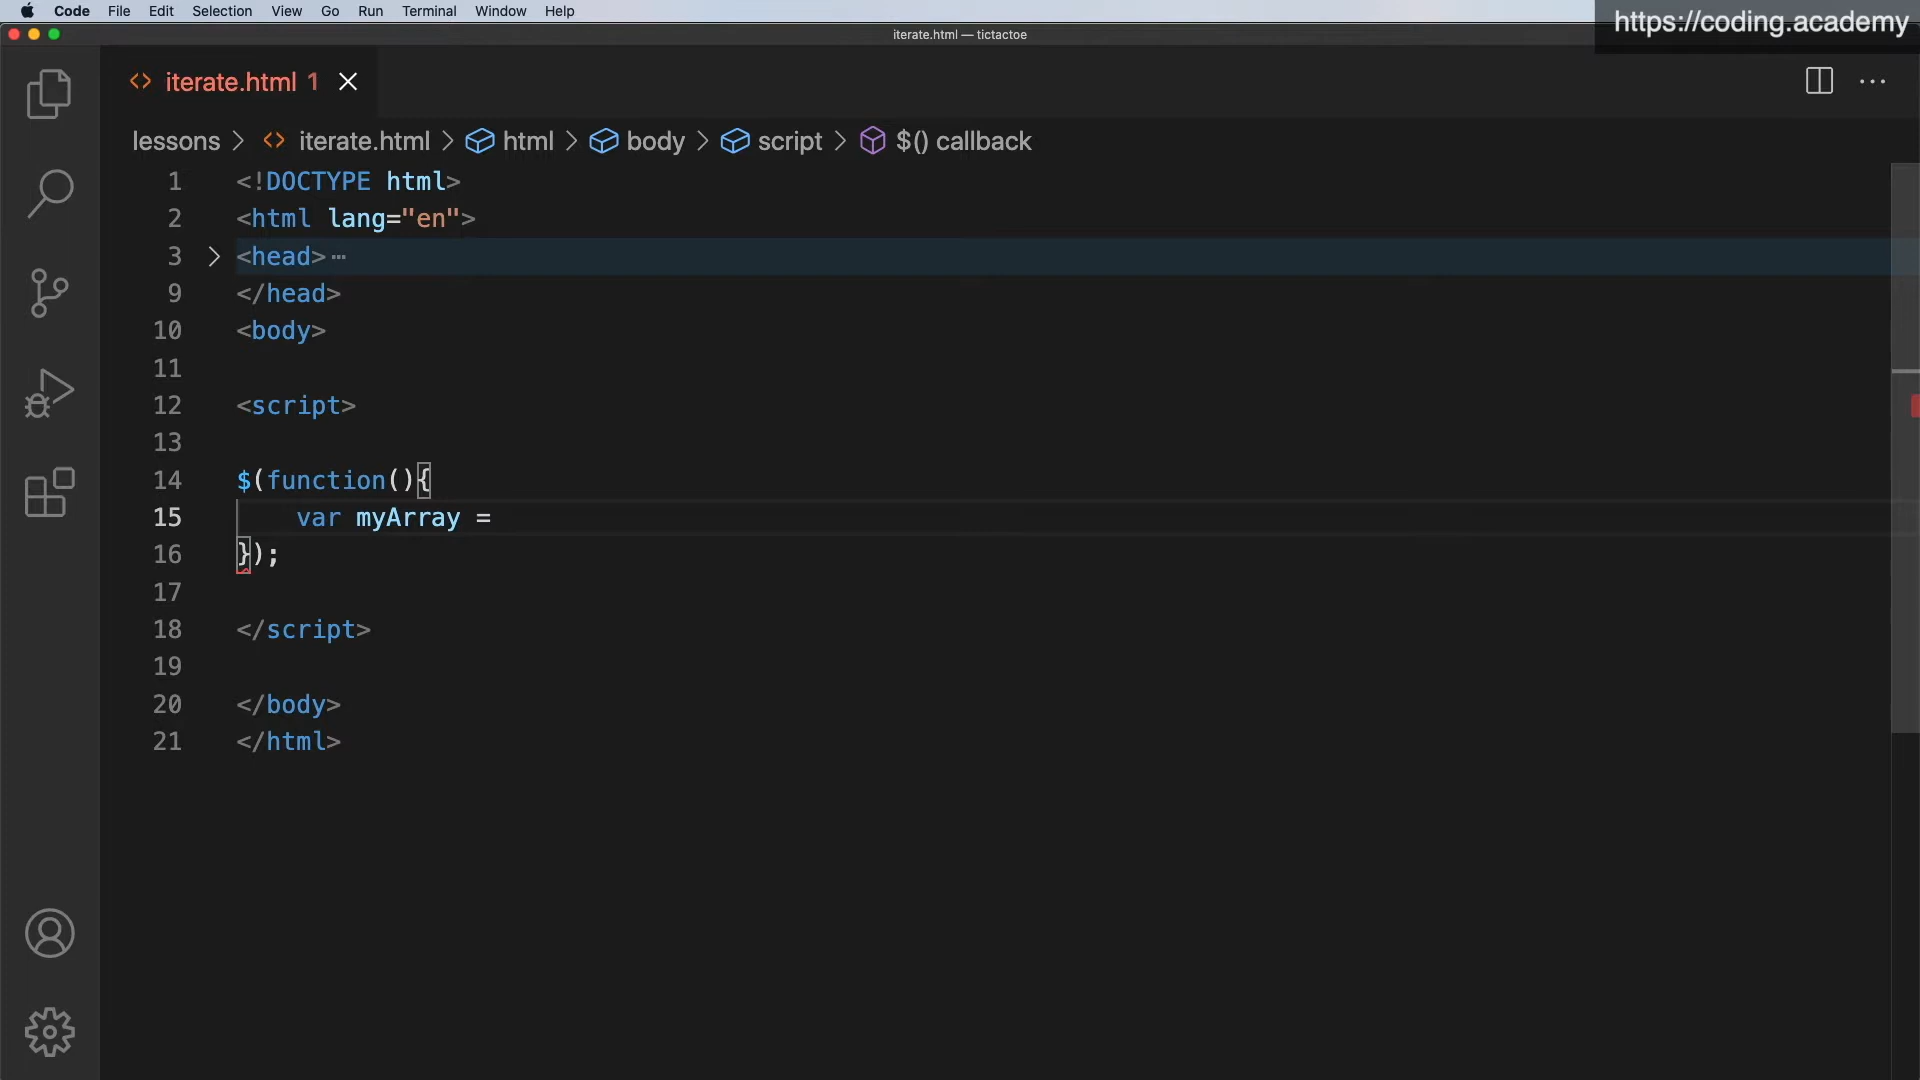 Code File Edit Selection View Go Run Terminal Window Help
https://coding.academy
iterate.html — tictactoe
iterate.html 1
lessons > iterate.html > html > body > script > $() callback
1 <!DOCTYPE html>
2 <html lang="en">
3 <head>⋯
9 </head>
10 <body>
11
12 <script>
13
14 $(function(){
15 var myArray =
16 });
17
18 </script>
19
20 </body>
21 </html>